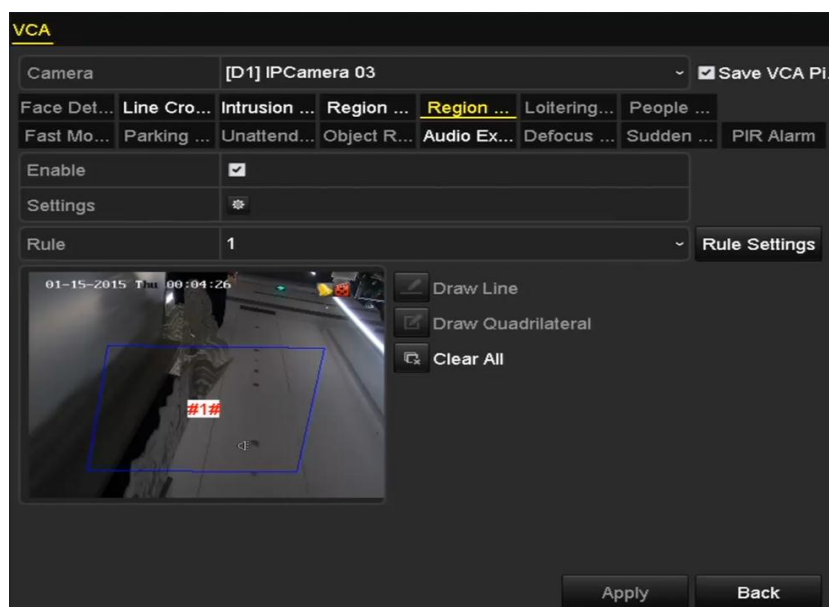 VCA
Camera [D1] IPCamera 03 Save VCA Pi.
Face Det... Line Cro... Intrusion ... Region ... Region ... Loitering... People ...
Fast Mo... Parking ... Unattend... Object R... Audio Ex... Defocus ... Sudden ... PIR Alarm
Enable
Settings
Rule 1 Rule Settings
01-15-2015 Thu 00:04:26
Draw Line
Draw Quadrilateral
Clear All
#1#
Apply Back